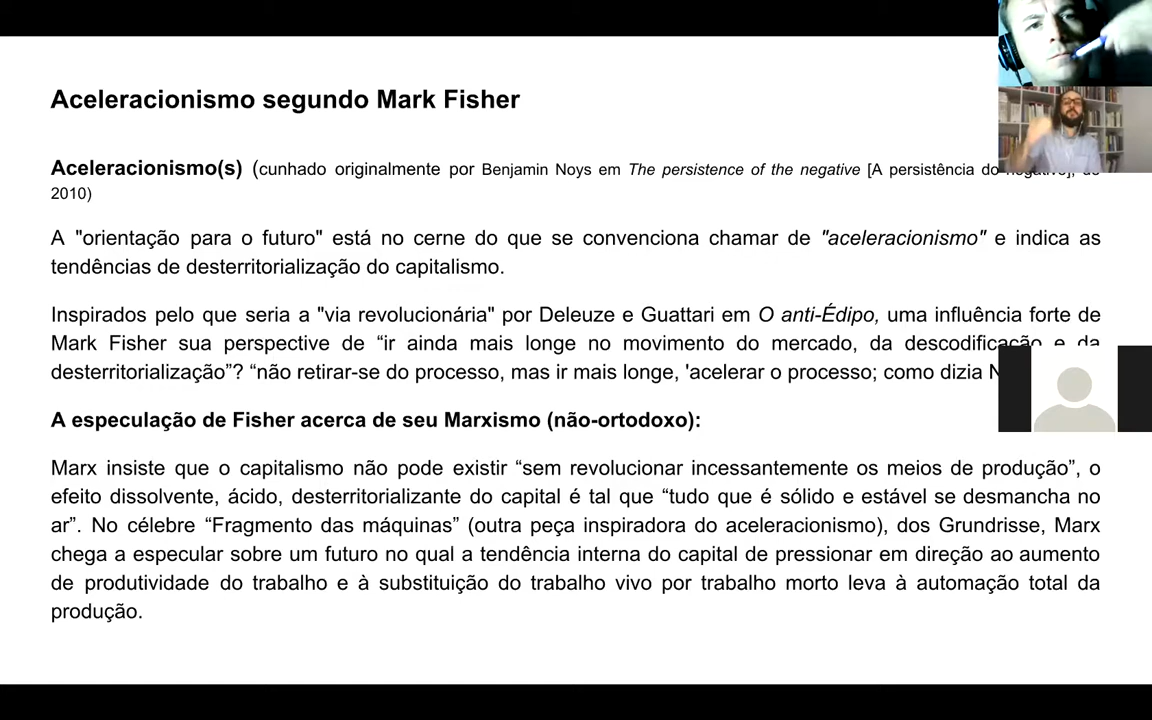 Aceleracionismo segundo Mark Fisher
Aceleracionismo(s) (cunhado originalmente por Benjamin Noys em The persistence of the negative [A persistência do negativo], de
2010)
A "orientação para o futuro" está no cerne do que se convenciona chamar de "aceleracionismo" e indica as
tendências de desterritorialização do capitalismo.
Inspirados pelo que seria a "via revolucionária" por Deleuze e Guattari em O anti-Édipo, uma influência forte de
Mark Fisher sua perspective de “ir ainda mais longe no movimento do mercado, da descodificação e da
desterritorialização”? “não retirar-se do processo, mas ir mais longe, 'acelerar o processo; como dizia
A especulação de Fisher acerca de seu Marxismo (não-ortodoxo):
Marx insiste que o capitalismo não pode existir “sem revolucionar incessantemente os meios de produção”, o
efeito dissolvente, ácido, desterritorializante do capital é tal que “tudo que é sólido e estável se desmancha no
ar”. No célebre “Fragmento das máquinas” (outra peça inspiradora do aceleracionismo), dos Grundrisse, Marx
chega a especular sobre um futuro no qual a tendência interna do capital de pressionar em direção ao aumento
de produtividade do trabalho e à substituição do trabalho vivo por trabalho morto leva à automação total da
produção.